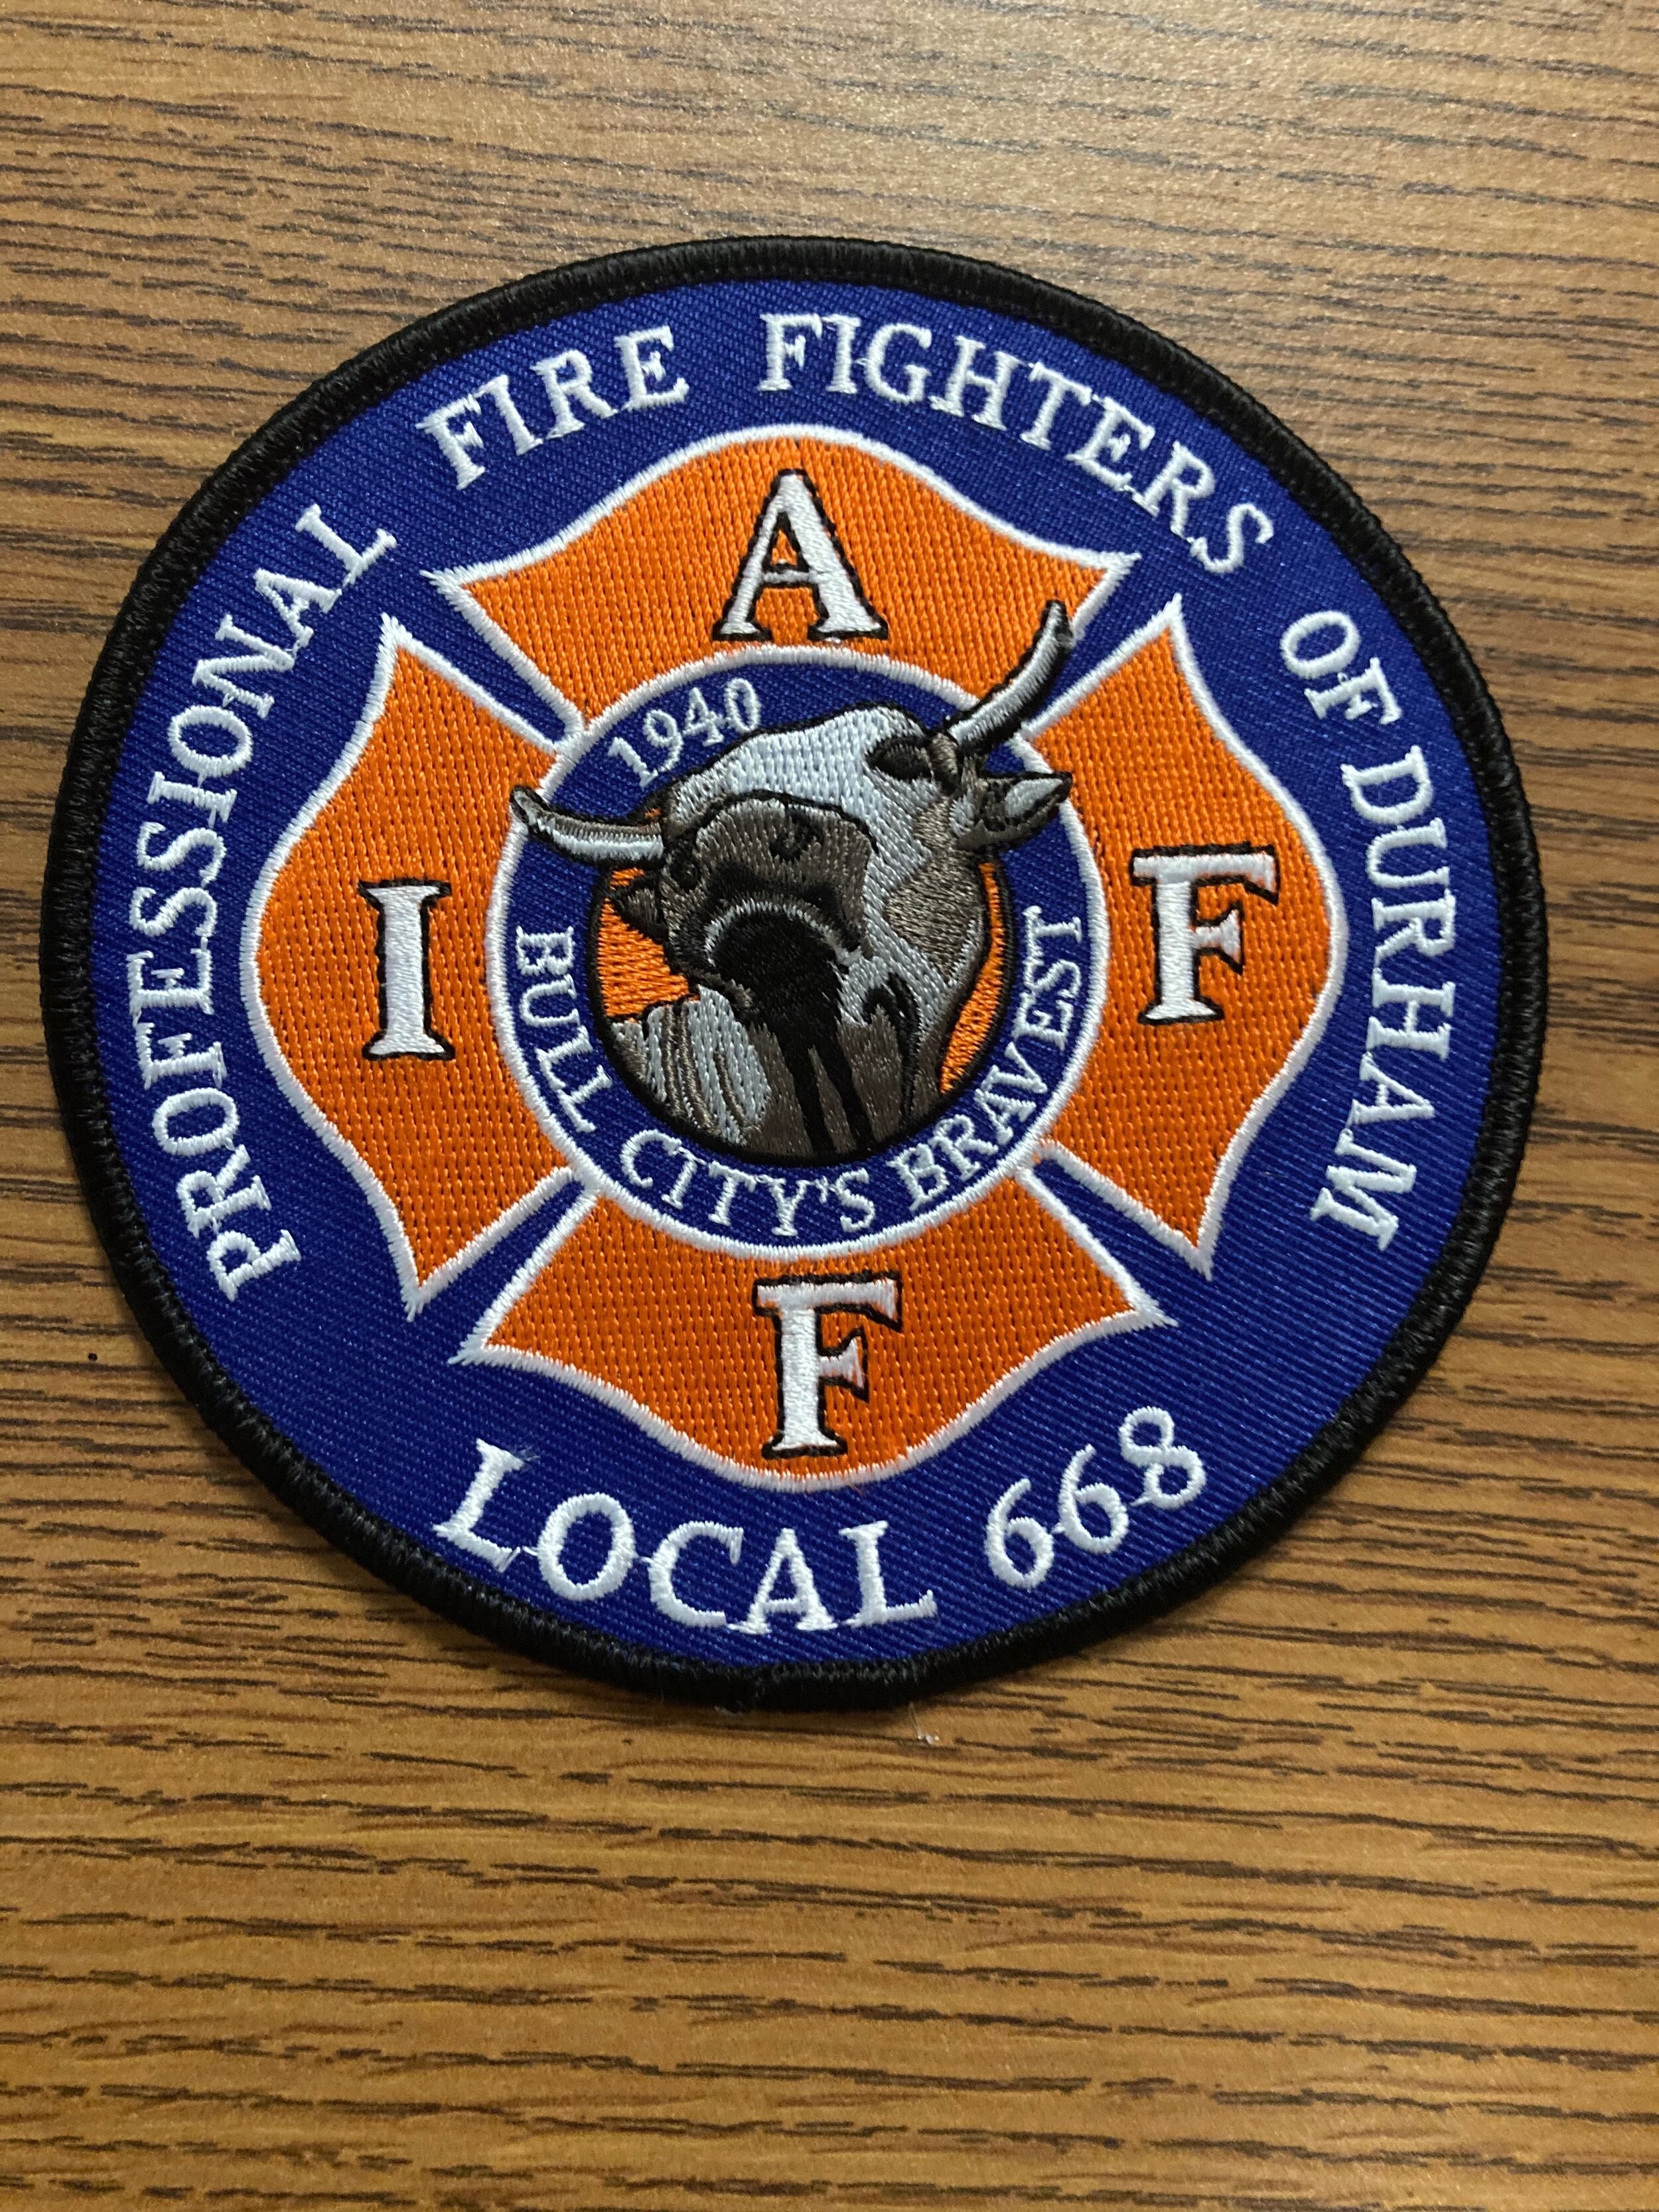 PROFESSIONAL FIRE FIGHTERS OF DURHAM
I A F F
1940
BULL CITY'S BRAVEST
LOCAL 668